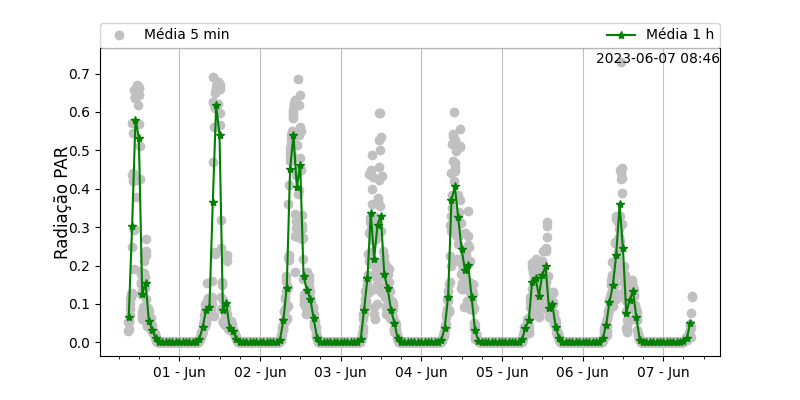 Média 5 min
Média 1 h
2023-06-07 08:46
Radiação PAR
0.7
0.6
0.5
0.4
0.3
0.2
0.1
0.0
01 - Jun
02 - Jun
03 - Jun
04 - Jun
05 - Jun
06 - Jun
07 - Jun